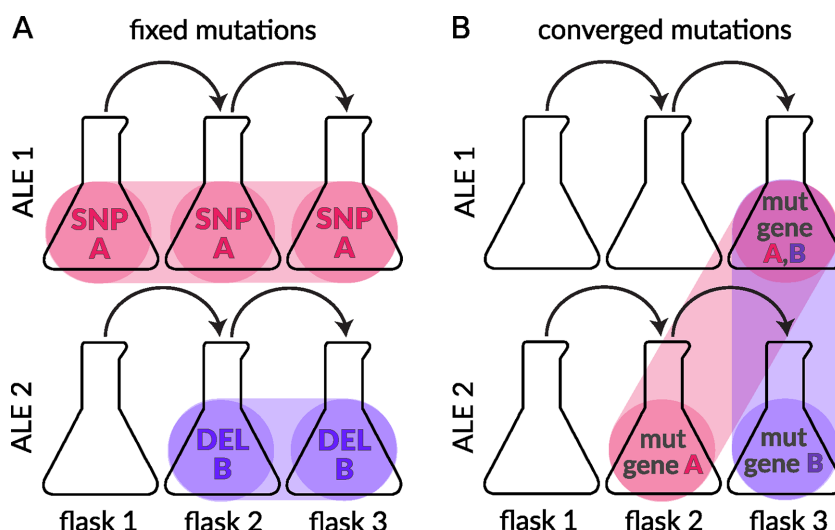 A fixed mutations
ALE 1
SNP
A
SNP
A
SNP
A
ALE 2
DEL
B
DEL
B
flask 1 flask 2 flask 3
B converged mutations
ALE 1
mut
gene
A,B
ALE 2
mut
gene A
mut
gene B
flask 1 flask 2 flask 3